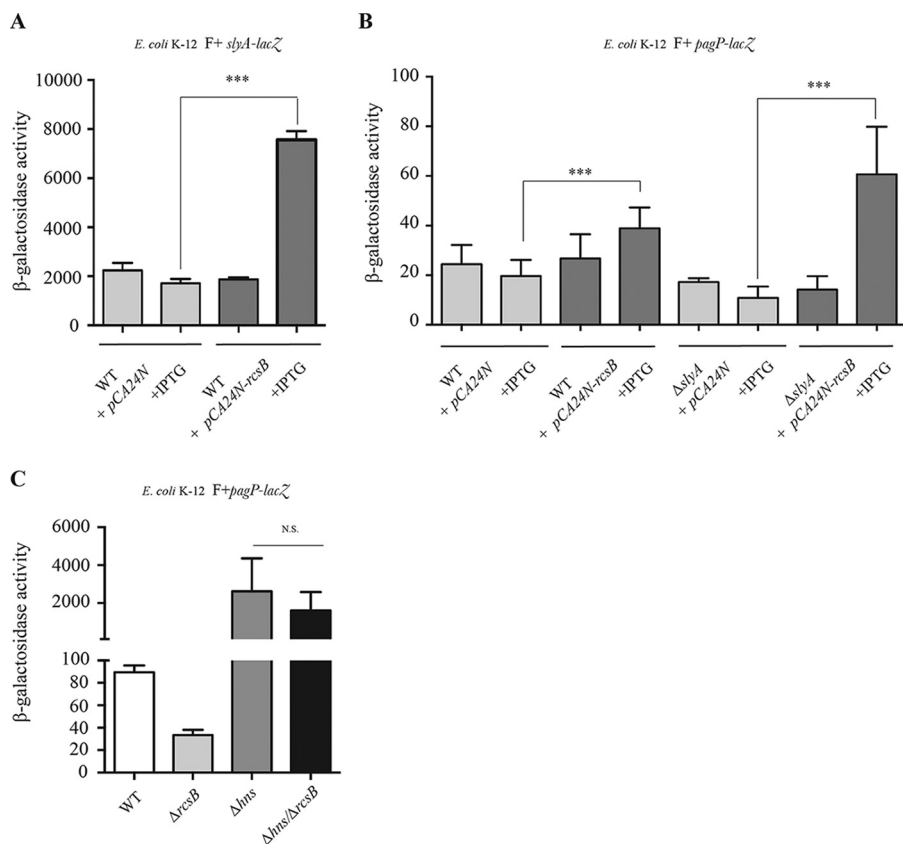 A
E. coli K-12 F+ slyA-lacZ
β-galactosidase activity
10000
8000
6000
4000
2000
0
***
WT
+ pCA24N
+IPTG
WT
+ pCA24N-rcsB
+IPTG
B
E. coli K-12 F+ pagP-lacZ
β-galactosidase activity
100
80
60
40
20
0
***
***
WT
+ pCA24N
+IPTG
WT
+ pCA24N-rcsB
+IPTG
ΔslyA
+ pCA24N
+IPTG
ΔslyA
+ pCA24N-rcsB
+IPTG
C
E. coli K-12 F+pagP-lacZ
β-galactosidase activity
6000
4000
2000
100
80
60
40
20
0
N.S.
WT
ΔrcsB
Δhns
Δhns/ΔrcsB